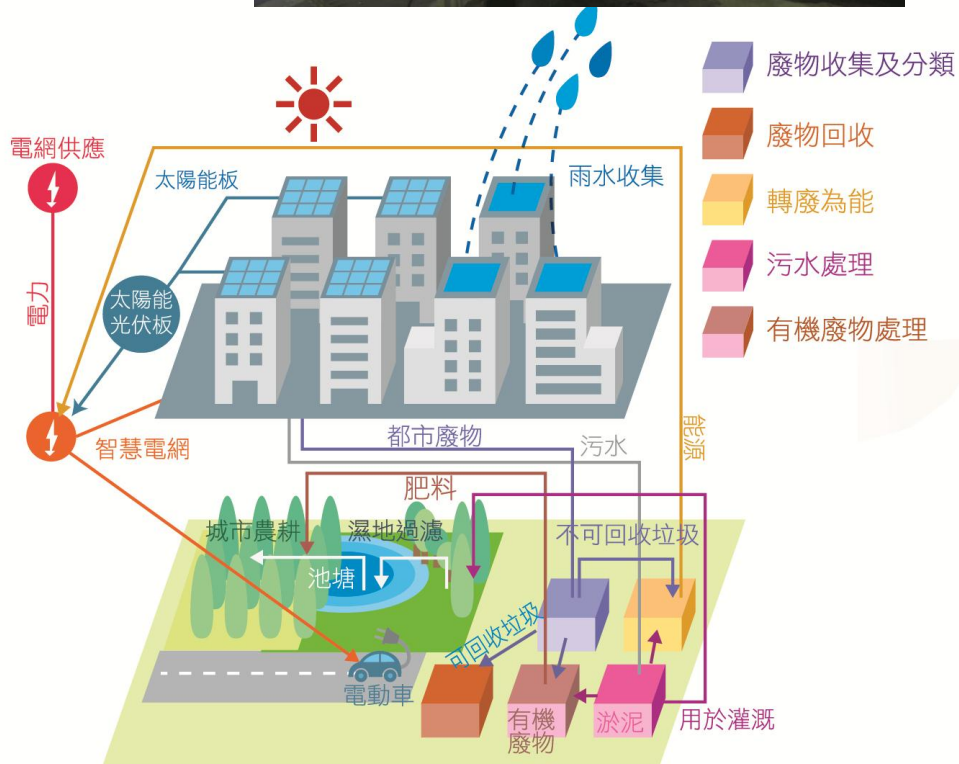 廢物收集及分類
廢物回收
轉廢為能
污水處理
有機廢物處理
電網供應
太陽能板
雨水收集
電力
太陽能
光伏板
智慧電網
都市廢物
污水
能源
肥料
城市農耕
濕地過濾
池塘
不可回收垃圾
可回收垃圾
電動車
有機
廢物
淤泥
用於灌溉